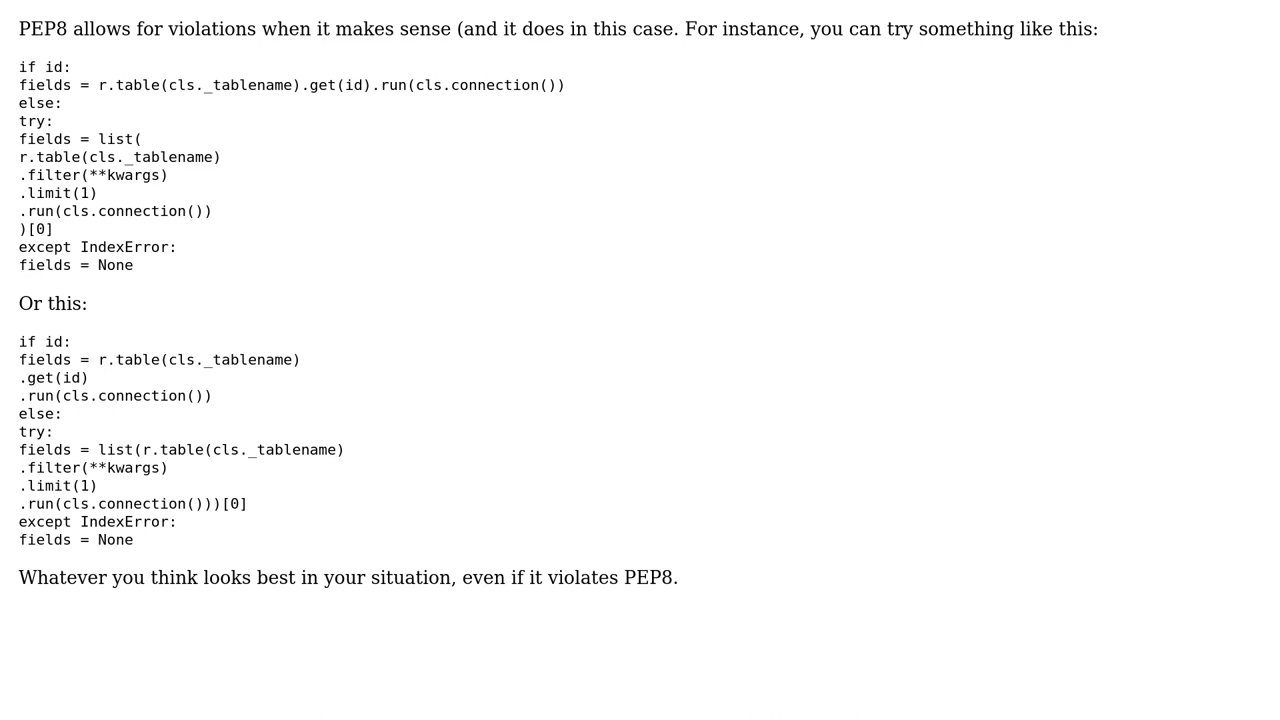 PEP8 allows for violations when it makes sense (and it does in this case. For instance, you can try something like this:
if id:
fields = r.table(cls._tablename).get(id).run(cls.connection())
else:
try:
fields = list(
r.table(cls._tablename)
.filter(**kwargs)
.limit(1)
.run(cls.connection())
)[0]
except IndexError:
fields = None
Or this:
if id:
fields = r.table(cls._tablename)
.get(id)
.run(cls.connection())
else:
try:
fields = list(r.table(cls._tablename)
.filter(**kwargs)
.limit(1)
.run(cls.connection()))[0]
except IndexError:
fields = None
Whatever you think looks best in your situation, even if it violates PEP8.